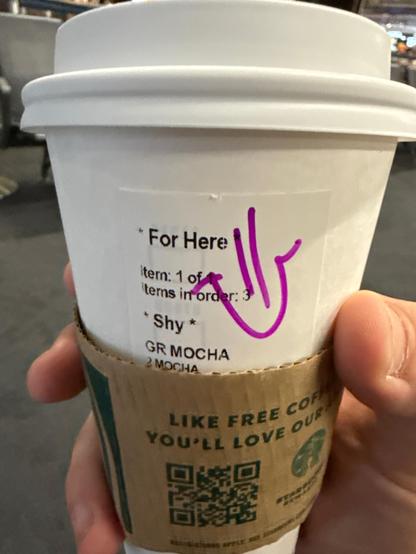 * For Here
Item: 1 of
Items in order: 3
* Shy *
GR MOCHA
2 MOCHA
LIKE FREE
YOU'LL LOVE OUR